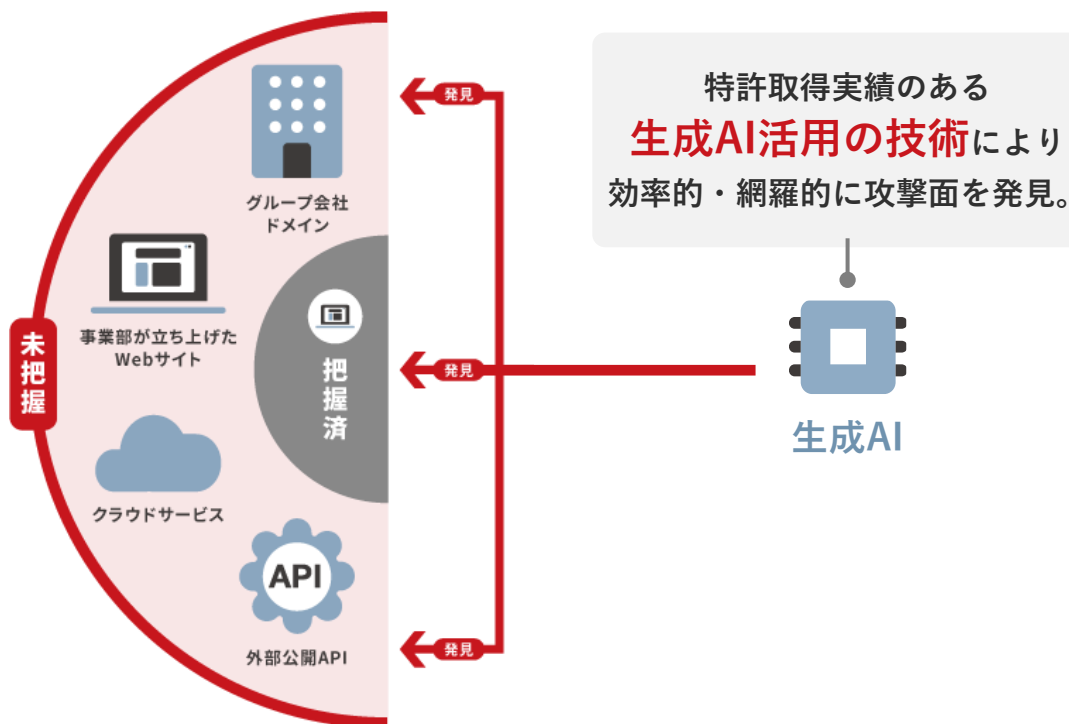 特許取得実績のある
生成AI活用の技術により
効率的・網羅的に攻撃面を発見。
発見
グループ会社
ドメイン
事業部が立ち上げた
Webサイト
未把握
把握済
発見
生成AI
クラウドサービス
API
外部公開API
発見